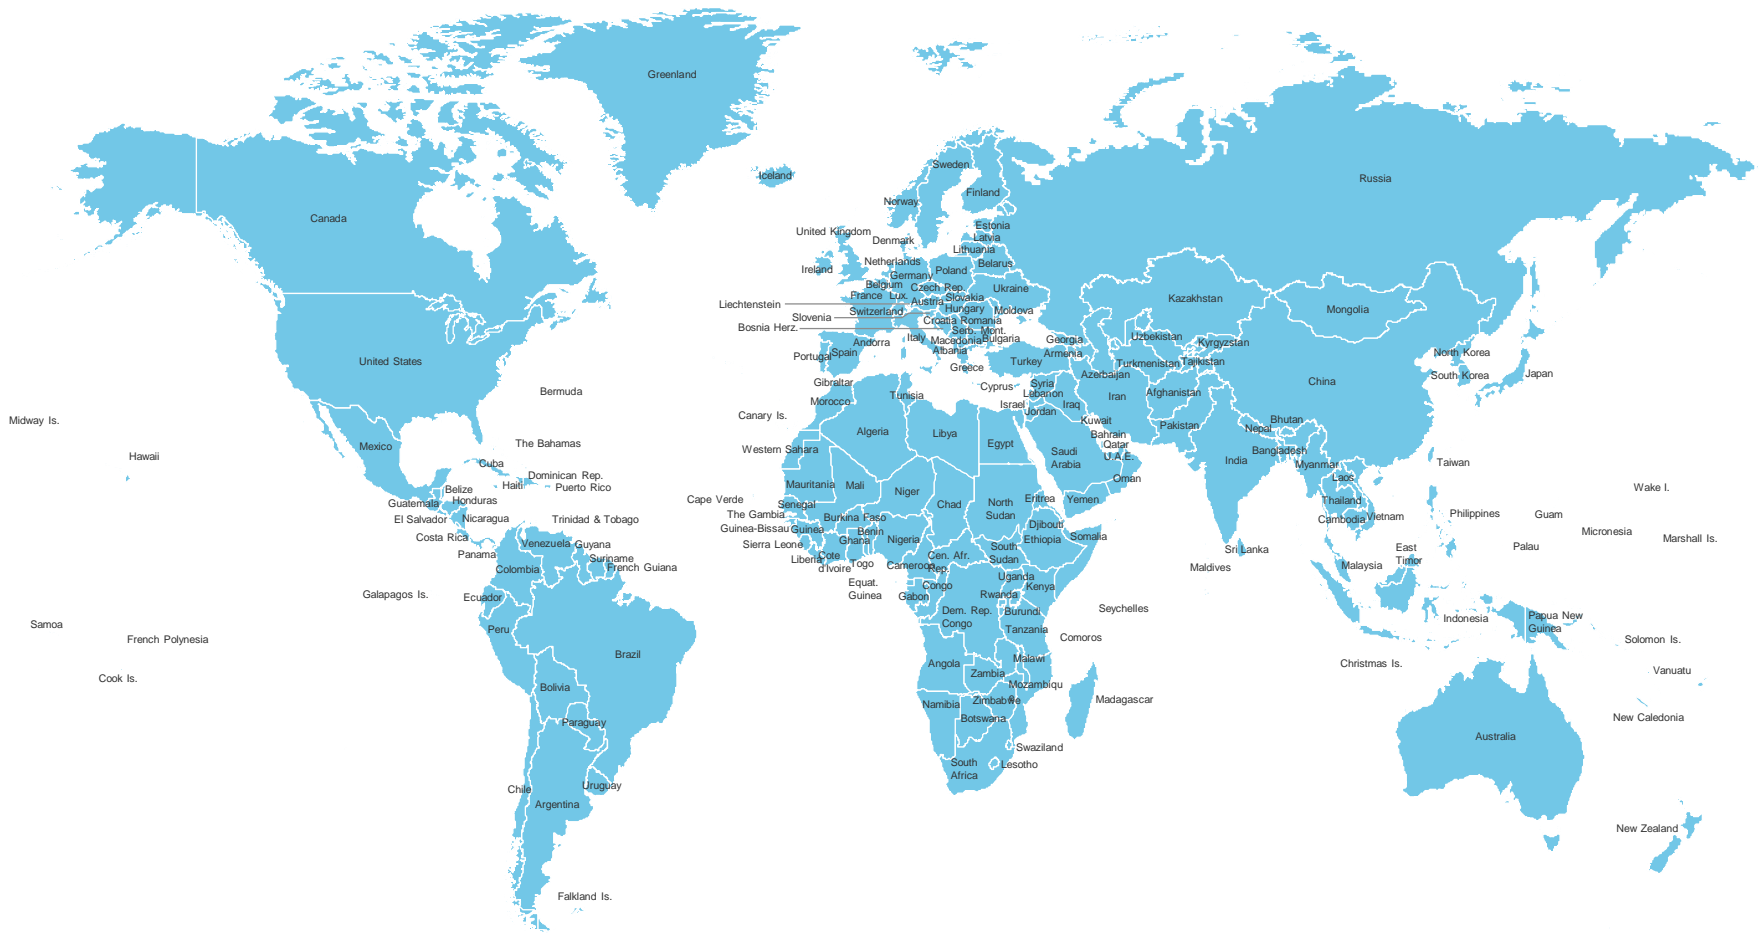 Greenland
Iceland
Sweden
Finland
Norway
Russia
Canada
Estonia
United Kingdom
Denmark
Latvia
Lithuania
Netherlands
Belarus
Ireland
Germany
Poland
Belgium
Czech Rep.
Ukraine
France
Lux.
Slovakia
Kazakhstan
Liechtenstein
Austria
Hungary
Switzerland
Moldova
Mongolia
Slovenia
Croatia
Romania
Bosnia Herz.
Serb. Mont.
Italy
Macedonia
Bulgaria
Andorra
Albania
Georgia
Uzbekistan
Kyrgyzstan
Portugal
Spain
Armenia
North Korea
United States
Greece
Turkey
Turkmenistan
Tajikistan
Azerbaijan
South Korea
Japan
China
Gibraltar
Cyprus
Syria
Bermuda
Tunisia
Lebanon
Afghanistan
Morocco
Israel
Iraq
Iran
Jordan
Midway Is.
Canary Is.
Kuwait
Bhutan
Pakistan
Nepal
Algeria
Libya
Bahrain
The Bahamas
Egypt
Qatar
Mexico
Western Sahara
Saudi
Arabia
Bangladesh
Hawaii
U.A.E.
India
Myanmar
Taiwan
Cuba
Dominican Rep.
Oman
Laos
Haiti
Puerto Rico
Mauritania
Mali
Wake I.
Belize
Niger
Honduras
Cape Verde
Eritrea
Yemen
Thailand
Guatemala
Senegal
Chad
North
Sudan
The Gambia
Philippines
Guam
El Salvador
Nicaragua
Trinidad & Tobago
Burkina Faso
Vietnam
Cambodia
Guinea-Bissau
Guinea
Benin
Djibouti
Micronesia
Costa Rica
Ghana
Nigeria
Ethiopia
Somalia
Marshall Is.
Venezuela
Guyana
Sierra Leone
South
Sudan
East
Timor
Palau
Sri Lanka
Panama
Suriname
Liberia
Cote
d'Ivoire
Togo
Cen. Afr.
Rep.
Cameroon
Malaysia
Maldives
Colombia
French Guiana
Uganda
Equat.
Guinea
Congo
Kenya
Galapagos Is.
Ecuador
Gabon
Rwanda
Seychelles
Dem. Rep.
Congo
Burundi
Indonesia
Papua New
Guinea
Samoa
Peru
Tanzania
Comoros
French Polynesia
Solomon Is.
Brazil
Angola
Malawi
Christmas Is.
Zambia
Vanuatu
Cook Is.
Bolivia
Mozambiqu
e
Namibia
Zimbabwe
Madagascar
Paraguay
Botswana
New Caledonia
Australia
Swaziland
South
Africa
Lesotho
Chile
Uruguay
Argentina
New Zealand
Falkland Is.